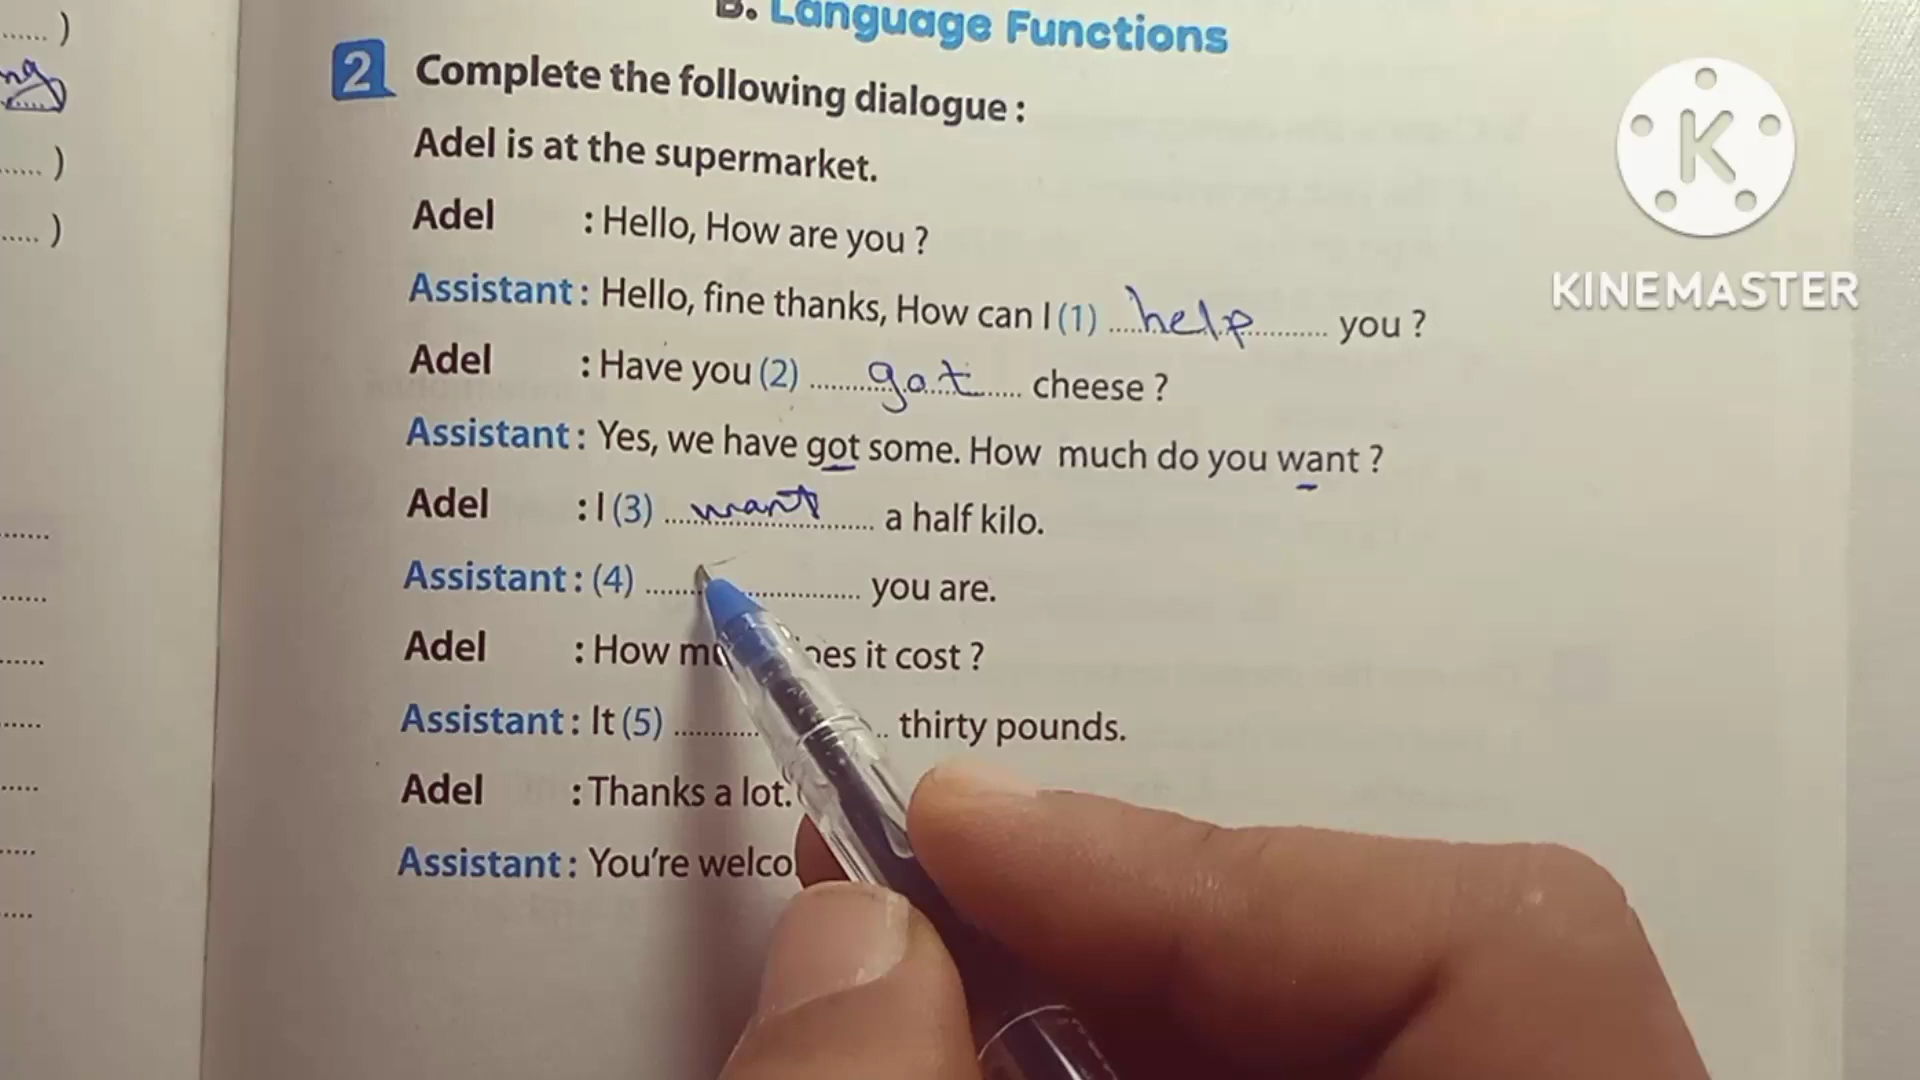 B. Language Functions
2 Complete the following dialogue :
Adel is at the supermarket.
Adel : Hello, How are you ?
Assistant : Hello, fine thanks, How can I (1) ....help.......... you ?
Adel : Have you (2) ......got..... cheese ?
Assistant : Yes, we have got some. How much do you want ?
Adel : I (3) ...want...... a half kilo.
Assistant : (4) .................... you are.
Adel : How does it cost ?
Assistant : It (5) .................... thirty pounds.
Adel : Thanks a lot.
Assistant : You're
K
KINEMASTER